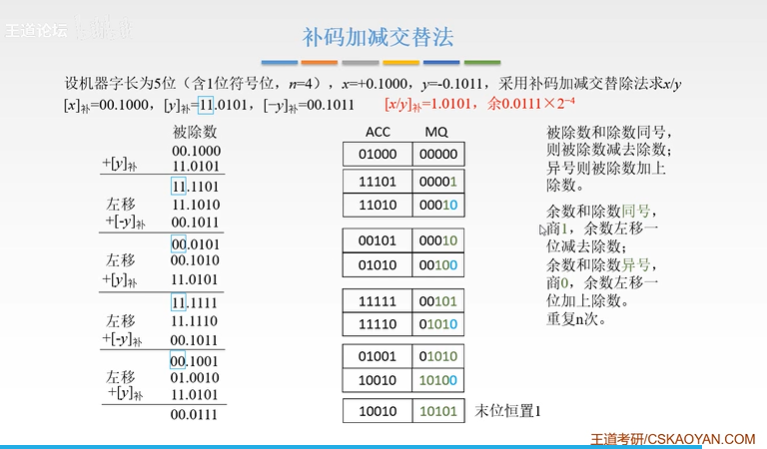 王道论坛
补码加减交替法
设机器字长为5位（含1位符号位，n=4），x=+0.1000，y=-0.1011，采用补码加减交替除法求x/y
[x]补=00.1000，[y]补=11.0101，[−y]补=00.1011 [x/y]补=1.0101，余0.0111×2⁻⁴
被除数
00.1000
+[y]补 11.0101
11.1101
左移 11.1010
+[-y]补 00.1011
00.0101
左移 00.1010
+[y]补 11.0101
11.1111
左移 11.1110
+[-y]补 00.1011
00.1001
左移 01.0010
+[y]补 11.0101
00.0111
ACC MQ
01000 00000
11101 00001
11010 00010
00101 00010
01010 00100
11111 00101
11110 01010
01001 01010
10010 10100
10010 10101 末位恒置1
被除数和除数同号，
则被除数减去除数；
异号则被除数加上
除数。
余数和除数同号，
商1，余数左移一
位减去除数；
余数和除数异号，
商0，余数左移一
位加上除数。
重复n次。
王道考研/CSKAOYAN.COM